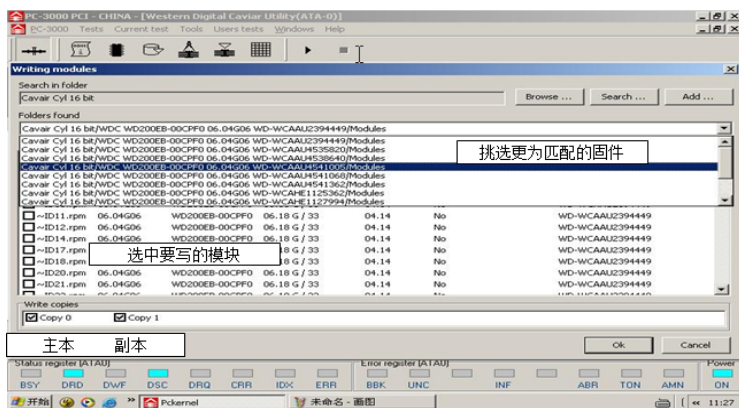 PC-3000 PCI - CHINA - [Western Digital Caviar Utility(ATA-0)]
PC-3000 Tests Current test Tools Users tests Windows Help
Writing modules
Search in folder
Cavair Cyl 16 bit
Browse ... Search ... Add ...
Folders found
Cavair Cyl 16 bit/WDC WD200EB-00CPF0 06.04G06 WD-WCAAU2394449/Modules
Cavair Cyl 16 bit/WDC WD200EB-00CPF0 06.04G06 WD-WCAAU2394449/Modules
Cavair Cyl 16 bit/WDC WD200EB-00CPF0 06.04G06 WD-WCAAU4535820/Modules
Cavair Cyl 16 bit/WDC WD200EB-00CPF0 06.04G06 WD-WCAAU4538640/Modules
Cavair Cyl 16 bit/WDC WD200EB-00CPF0 06.04G06 WD-WCAAU4541005/Modules
Cavair Cyl 16 bit/WDC WD200EB-00CPF0 06.04G06 WD-WCAAU4541068/Modules
Cavair Cyl 16 bit/WDC WD200EB-00CPF0 06.04G06 WD-WCAAU4541362/Modules
Cavair Cyl 16 bit/WDC WD200EB-00CPF0 06.04G06 WD-WCAHE1125362/Modules
Cavair Cyl 16 bit/WDC WD200EB-00CPF0 06.04G06 WD-WCAHE1127994/Modules
挑选更为匹配的固件
~ID11.rpm 06.04G06 WD200EB-00CPF0 06.18 G / 33 04.14 No WD-WCAAU2394449
~ID12.rpm 06.04G06 WD200EB-00CPF0 06.18 G / 33 04.14 No WD-WCAAU2394449
~ID14.rpm 06.04G06 WD200EB-00CPF0 06.18 G / 33 04.14 No WD-WCAAU2394449
~ID17.rpm 18 G / 33 04.14 No WD-WCAAU2394449
选中要写的模块
~ID18.rpm 18 G / 33 04.14 No WD-WCAAU2394449
~ID20.rpm 06.04G06 WD200EB-00CPF0 06.18 G / 33 04.14 No WD-WCAAU2394449
~ID21.rpm 06.04G06 WD200EB-00CPF0 06.18 G / 33 04.14 No WD-WCAAU2394449
Write copies
Copy 0 Copy 1
主本 副本
Ok Cancel
Status register (ATAU) Error register (ATAU) Power
BSY DRD DWF DSC DRQ CRR IDX ERR BBK UNC INF ABR TON AMN ON
开始 Pckernel 未命名 - 画图 11:27